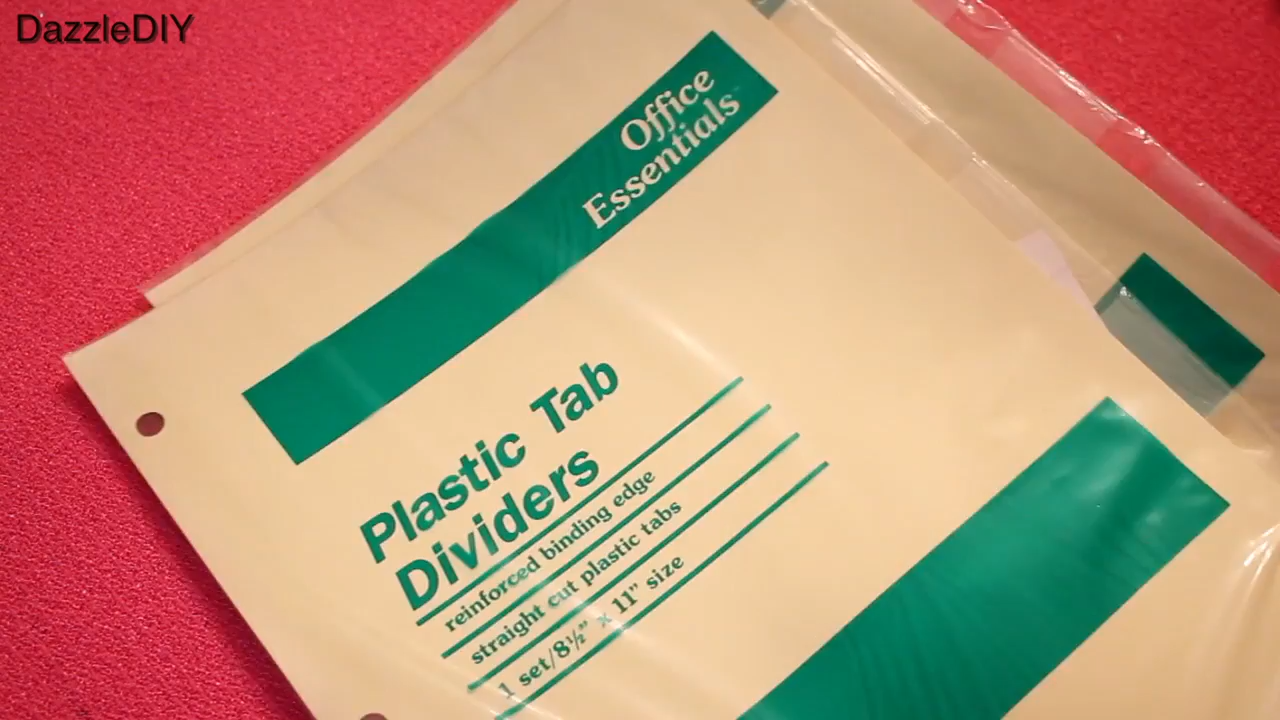 DazzleDIY
Office
Essentials
Plastic Tab
Dividers
reinforced binding edge
straight cut plastic tabs
1 set/8½” x 11” size